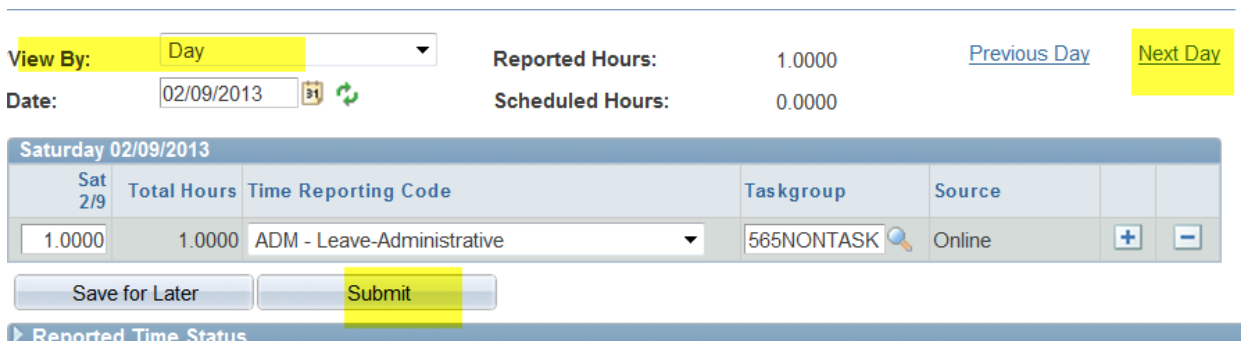 View By: Day Reported Hours: 1.0000 Previous Day Next Day
Date: 02/09/2013 31 Scheduled Hours: 0.0000
Saturday 02/09/2013
Sat 2/9 Total Hours Time Reporting Code Taskgroup Source
1.0000 1.0000 ADM - Leave-Administrative 565NONTASK Online + −
Save for Later Submit
Reported Time Status